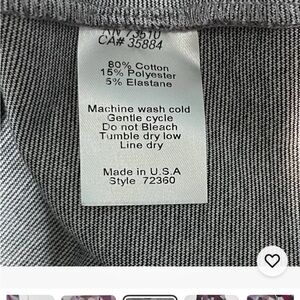 CA# 35884
80% Cotton
15% Polyester
5% Elastane
Machine wash cold
Gentle cycle
Do not Bleach
Tumble dry low
Line dry
Made in U.S.A
Style 72360